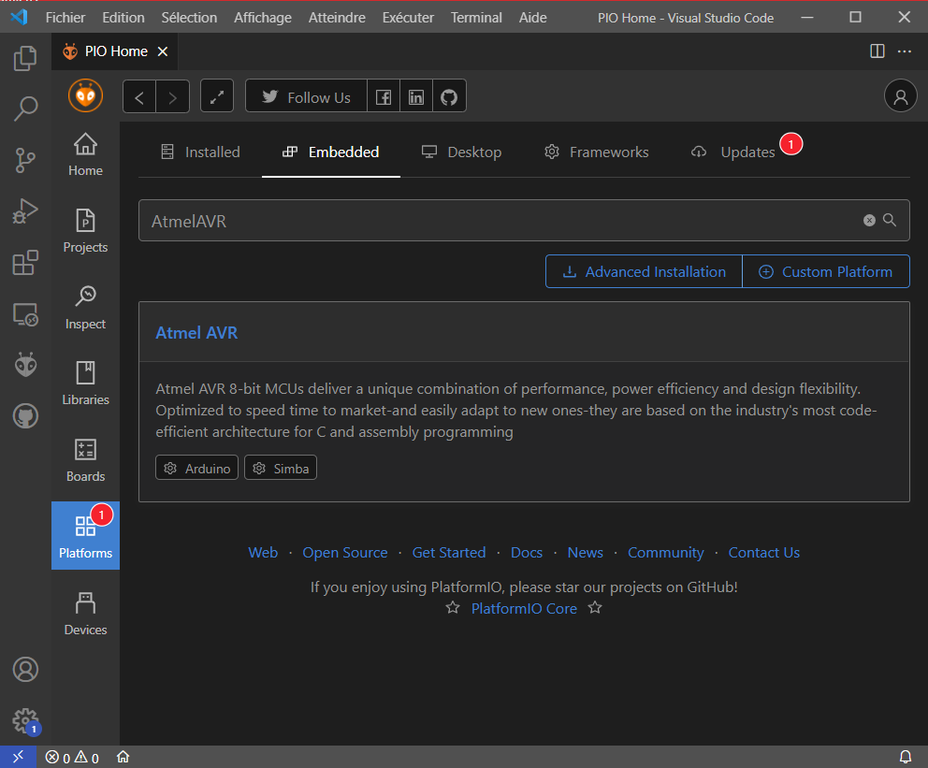 Fichier Edition Sélection Affichage Atteindre Exécuter Terminal Aide PIO Home - Visual Studio Code
PIO Home
Follow Us
Home
Projects
Inspect
Libraries
Boards
1
Platforms
Devices
Installed Embedded Desktop Frameworks Updates 1
AtmelAVR
Advanced Installation Custom Platform
Atmel AVR
Atmel AVR 8-bit MCUs deliver a unique combination of performance, power efficiency and design flexibility.
Optimized to speed time to market-and easily adapt to new ones-they are based on the industry's most code-
efficient architecture for C and assembly programming
Arduino Simba
Web · Open Source · Get Started · Docs · News · Community · Contact Us
If you enjoy using PlatformIO, please star our projects on GitHub!
PlatformIO Core
1
0 0